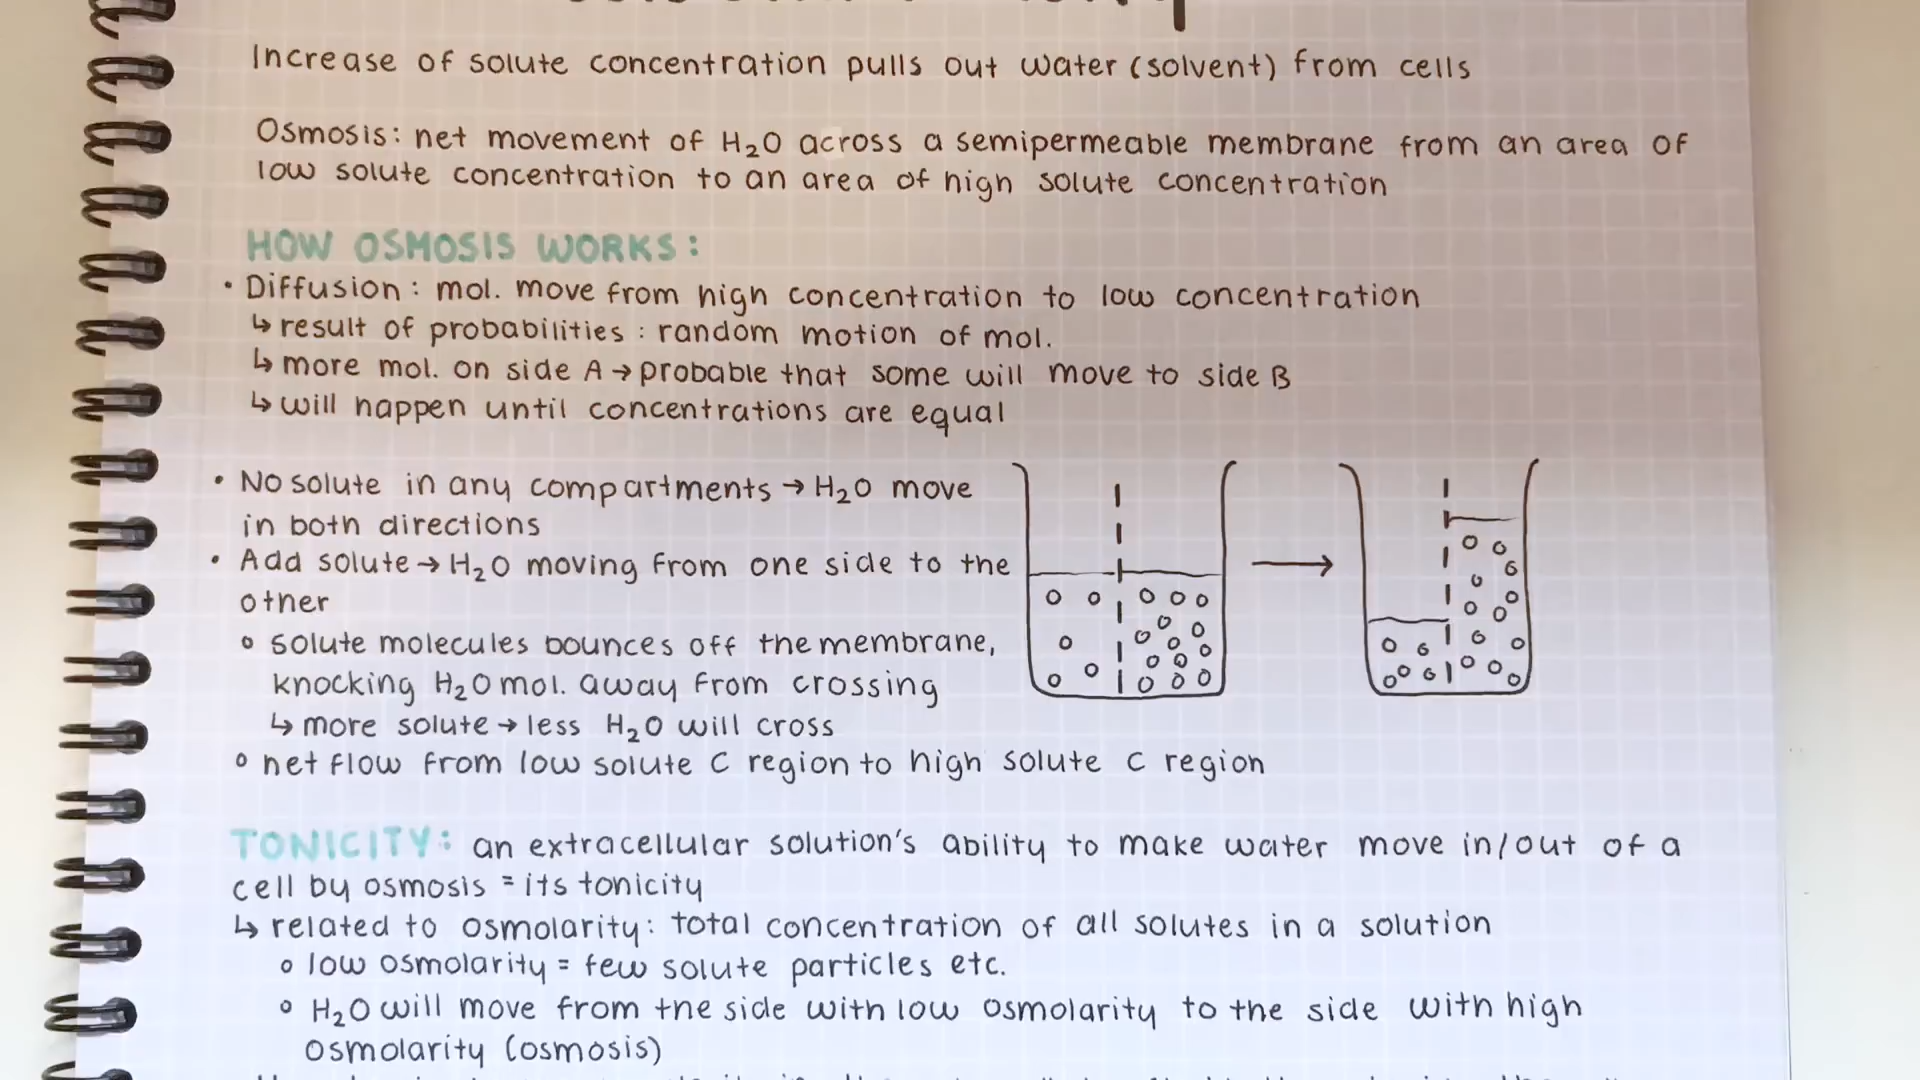 Increase of solute concentration pulls out water (solvent) from cells
Osmosis: net movement of H₂O across a semipermeable membrane from an area of
low solute concentration to an area of high solute concentration
HOW OSMOSIS WORKS:
• Diffusion: mol. move from high concentration to low concentration
↳ result of probabilities: random motion of mol.
↳ more mol. on side A → probable that some will move to side B
↳ will happen until concentrations are equal
• No solute in any compartments → H₂O move
in both directions
• Add solute → H₂O moving from one side to the
other
○ solute molecules bounces off the membrane,
knocking H₂O mol. away from crossing
↳ more solute → less H₂O will cross
○ net flow from low solute C region to high solute C region
TONICITY: an extracellular solution's ability to make water move in/out of a
cell by osmosis = its tonicity
↳ related to osmolarity: total concentration of all solutes in a solution
○ low osmolarity = few solute particles etc.
○ H₂O will move from the side with low osmolarity to the side with high
osmolarity (osmosis)